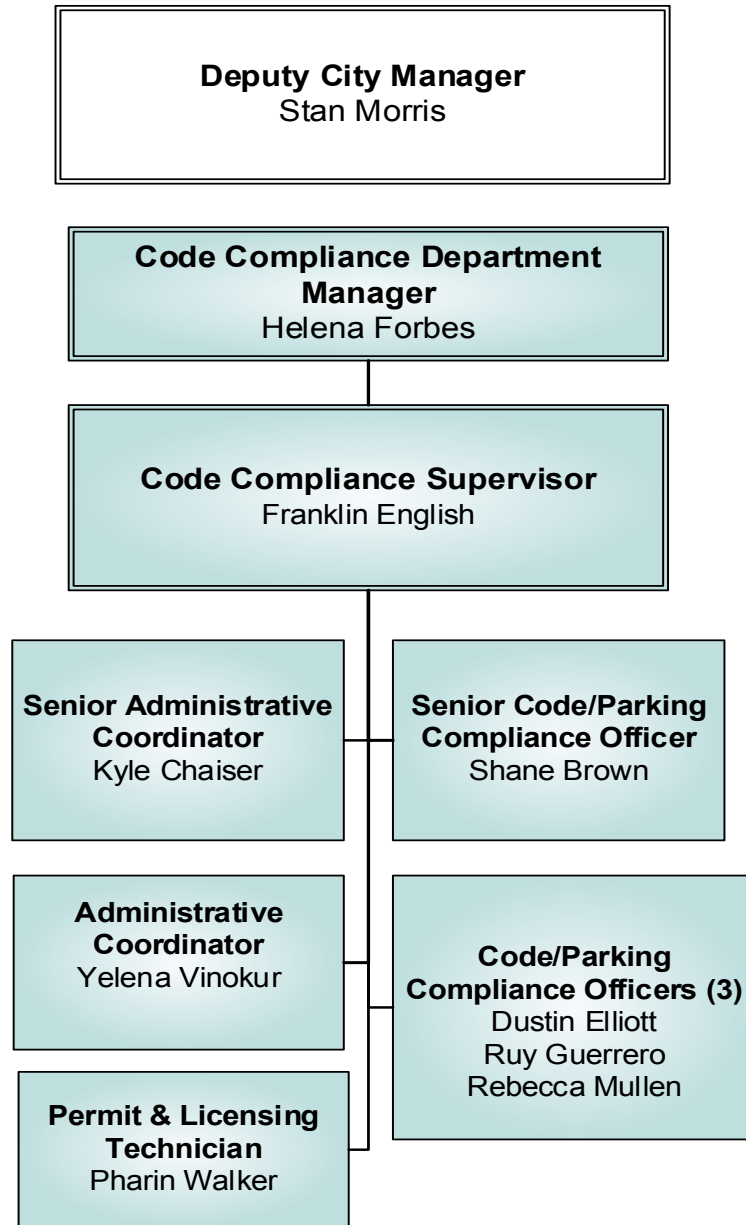 Deputy City Manager
Stan Morris
Code Compliance Department
Manager
Helena Forbes
Code Compliance Supervisor
Franklin English
Senior Administrative
Coordinator
Kyle Chaiser
Senior Code/Parking
Compliance Officer
Shane Brown
Administrative
Coordinator
Yelena Vinokur
Code/Parking
Compliance Officers (3)
Dustin Elliott
Ruy Guerrero
Rebecca Mullen
Permit & Licensing
Technician
Pharin Walker